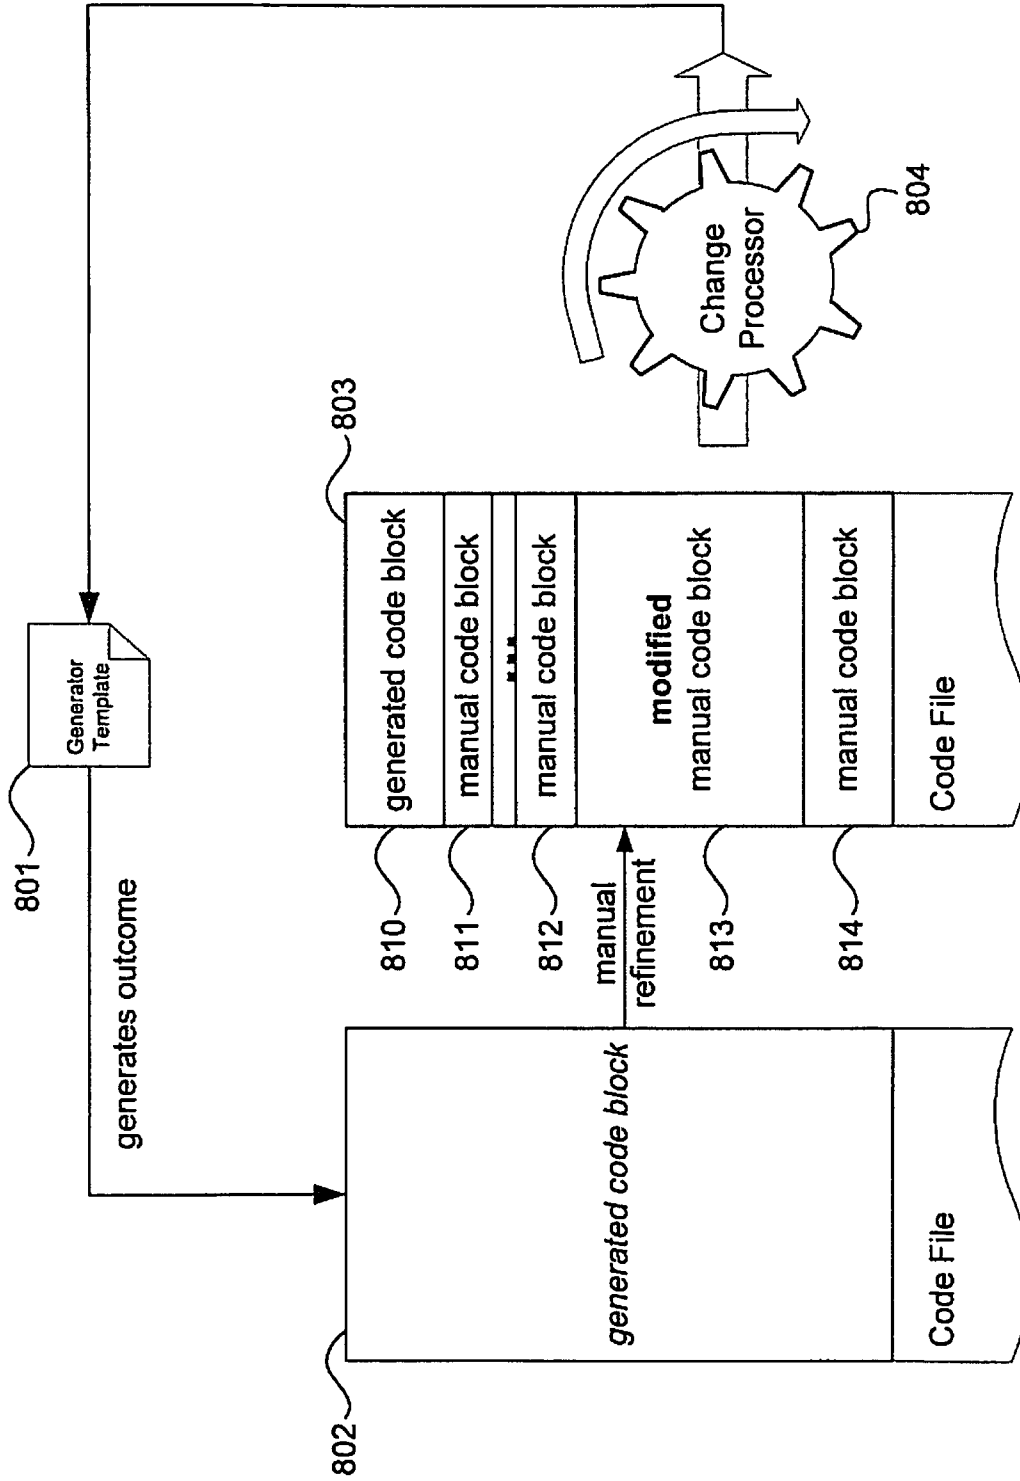 801
Generator
Template
generates outcome
802
generated code block
Code File
manual
refinement
803
810
generated code block
811
manual code block
...
812
manual code block
813
modified
manual code block
814
manual code block
Code File
Change
Processor
804